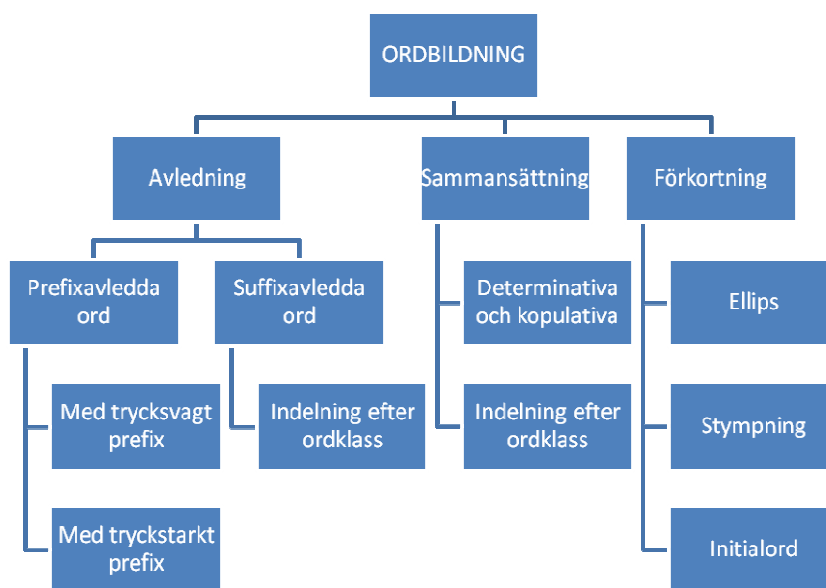 ORDBILDNING
Avledning
Sammansättning
Förkortning
Prefixavledda
ord
Suffixavledda
ord
Determinativa
och kopulativa
Ellips
Med trycksvagt
prefix
Indelning efter
ordklass
Indelning efter
ordklass
Stympning
Med tryckstarkt
prefix
Initialord